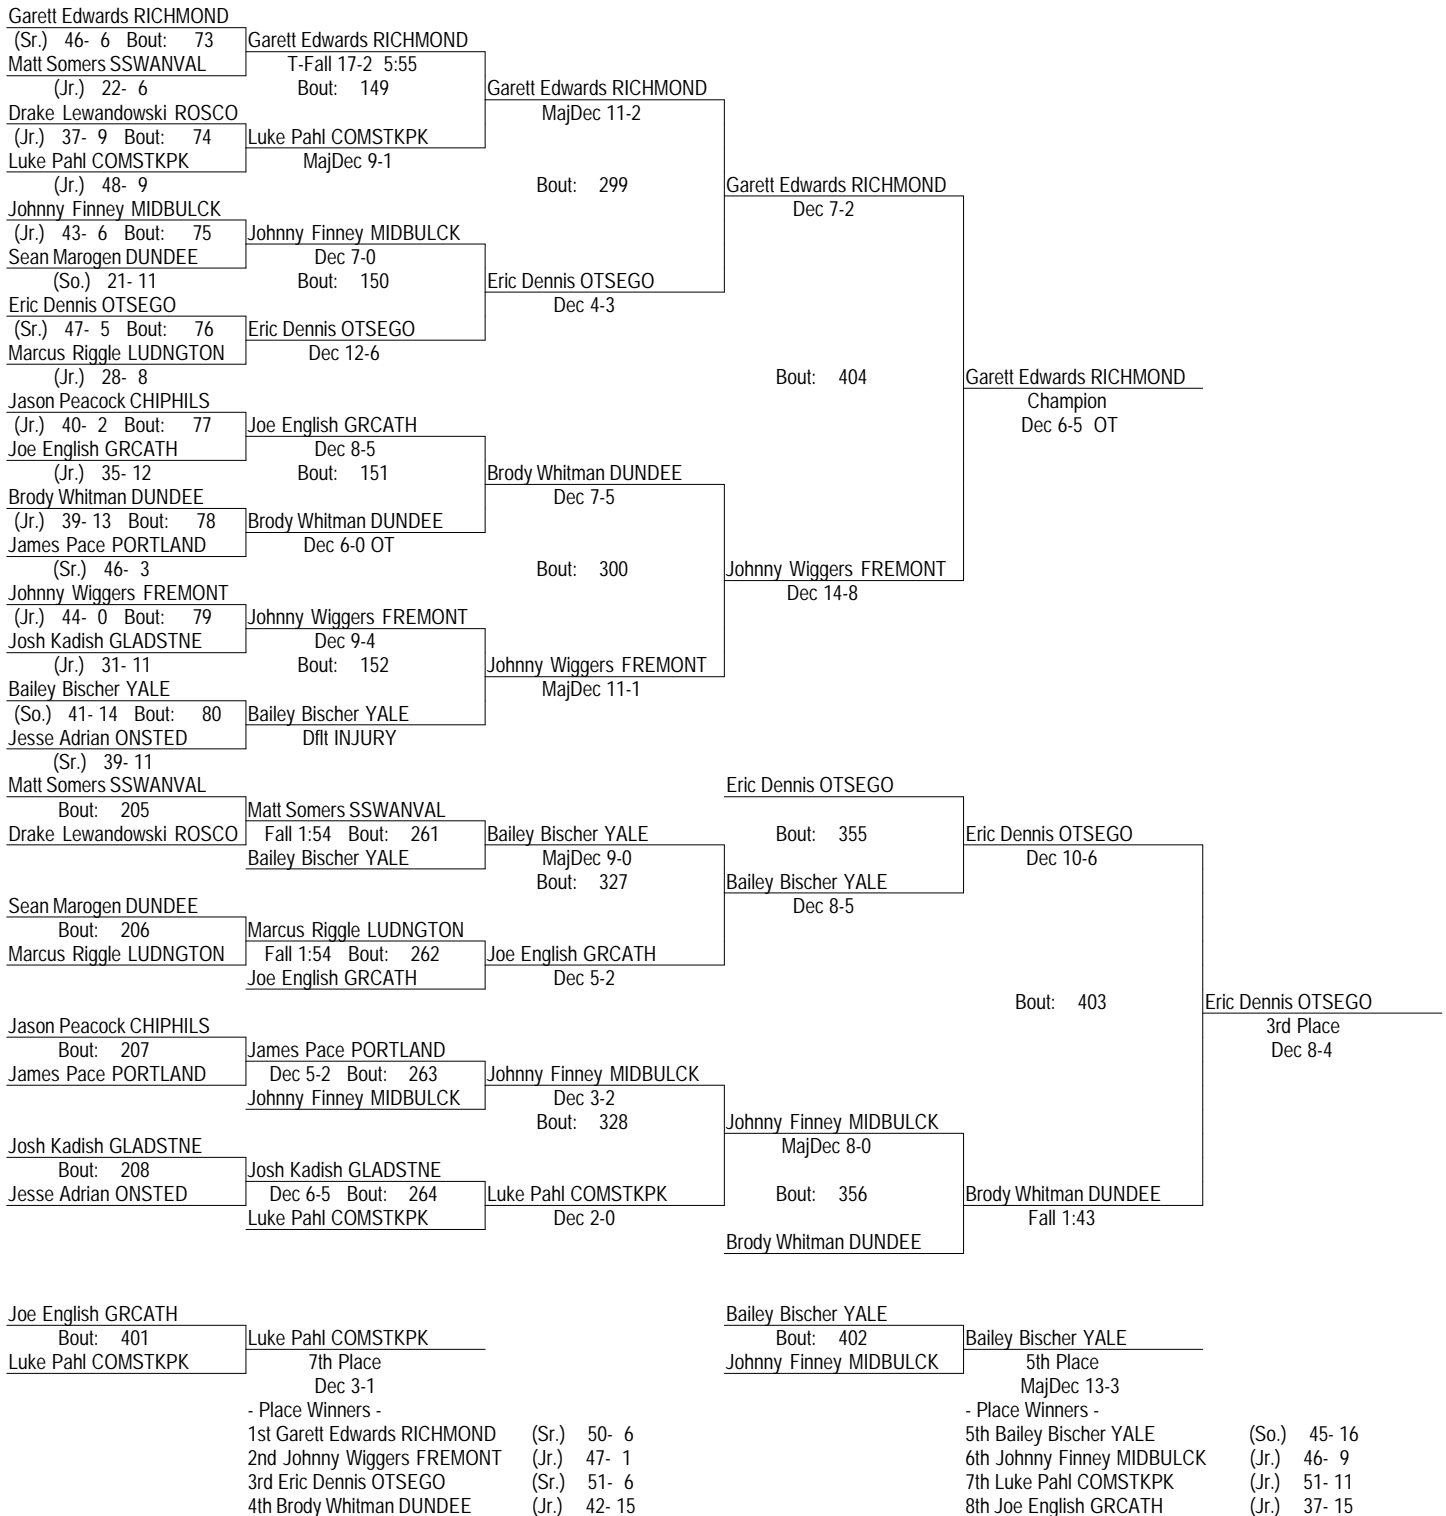 Garett Edwards RICHMOND
(Sr.) 46- 6 Bout: 73 Garett Edwards RICHMOND
Matt Somers SSWANVAL T-Fall 17-2 5:55
(Jr.) 22- 6 Bout: 149 Garett Edwards RICHMOND
Drake Lewandowski ROSCO MajDec 11-2
(Jr.) 37- 9 Bout: 74 Luke Pahl COMSTKPK
Luke Pahl COMSTKPK MajDec 9-1
(Jr.) 48- 9 Bout: 299 Garett Edwards RICHMOND
Johnny Finney MIDBULCK Dec 7-2
(Jr.) 43- 6 Bout: 75 Johnny Finney MIDBULCK
Sean Marogen DUNDEE Dec 7-0
(So.) 21- 11 Bout: 150 Eric Dennis OTSEGO
Eric Dennis OTSEGO Dec 4-3
(Sr.) 47- 5 Bout: 76 Eric Dennis OTSEGO
Marcus Riggle LUDNGTON Dec 12-6
(Jr.) 28- 8 Bout: 404 Garett Edwards RICHMOND
Jason Peacock CHIPHILS Champion
(Jr.) 40- 2 Bout: 77 Joe English GRCATH Dec 6-5 OT
Joe English GRCATH Dec 8-5
(Jr.) 35- 12 Bout: 151 Brody Whitman DUNDEE
Brody Whitman DUNDEE Dec 7-5
(Jr.) 39- 13 Bout: 78 Brody Whitman DUNDEE
James Pace PORTLAND Dec 6-0 OT
(Sr.) 46- 3 Bout: 300 Johnny Wiggers FREMONT
Johnny Wiggers FREMONT Dec 14-8
(Jr.) 44- 0 Bout: 79 Johnny Wiggers FREMONT
Josh Kadish GLADSTNE Dec 9-4
(Jr.) 31- 11 Bout: 152 Johnny Wiggers FREMONT
Bailey Bischer YALE MajDec 11-1
(So.) 41- 14 Bout: 80 Bailey Bischer YALE
Jesse Adrian ONSTED Dflt INJURY
(Sr.) 39- 11
Matt Somers SSWANVAL Eric Dennis OTSEGO
Bout: 205 Matt Somers SSWANVAL
Drake Lewandowski ROSCO Fall 1:54 Bout: 261 Bailey Bischer YALE Bout: 355 Eric Dennis OTSEGO
Bailey Bischer YALE MajDec 9-0 Dec 10-6
Bout: 327 Bailey Bischer YALE
Sean Marogen DUNDEE Dec 8-5
Bout: 206 Marcus Riggle LUDNGTON
Marcus Riggle LUDNGTON Fall 1:54 Bout: 262 Joe English GRCATH
Joe English GRCATH Dec 5-2
Bout: 403 Eric Dennis OTSEGO
Jason Peacock CHIPHILS 3rd Place
Bout: 207 James Pace PORTLAND Dec 8-4
James Pace PORTLAND Dec 5-2 Bout: 263 Johnny Finney MIDBULCK
Johnny Finney MIDBULCK Dec 3-2
Bout: 328 Johnny Finney MIDBULCK
Josh Kadish GLADSTNE MajDec 8-0
Bout: 208 Josh Kadish GLADSTNE
Jesse Adrian ONSTED Dec 6-5 Bout: 264 Luke Pahl COMSTKPK Bout: 356 Brody Whitman DUNDEE
Luke Pahl COMSTKPK Dec 2-0 Fall 1:43
Brody Whitman DUNDEE
Joe English GRCATH Bailey Bischer YALE
Bout: 401 Luke Pahl COMSTKPK Bout: 402 Bailey Bischer YALE
Luke Pahl COMSTKPK 7th Place Johnny Finney MIDBULCK 5th Place
Dec 3-1 MajDec 13-3
- Place Winners - - Place Winners -
1st Garett Edwards RICHMOND (Sr.) 50- 6 5th Bailey Bischer YALE (So.) 45- 16
2nd Johnny Wiggers FREMONT (Jr.) 47- 1 6th Johnny Finney MIDBULCK (Jr.) 46- 9
3rd Eric Dennis OTSEGO (Sr.) 51- 6 7th Luke Pahl COMSTKPK (Jr.) 51- 11
4th Brody Whitman DUNDEE (Jr.) 42- 15 8th Joe English GRCATH (Jr.) 37- 15